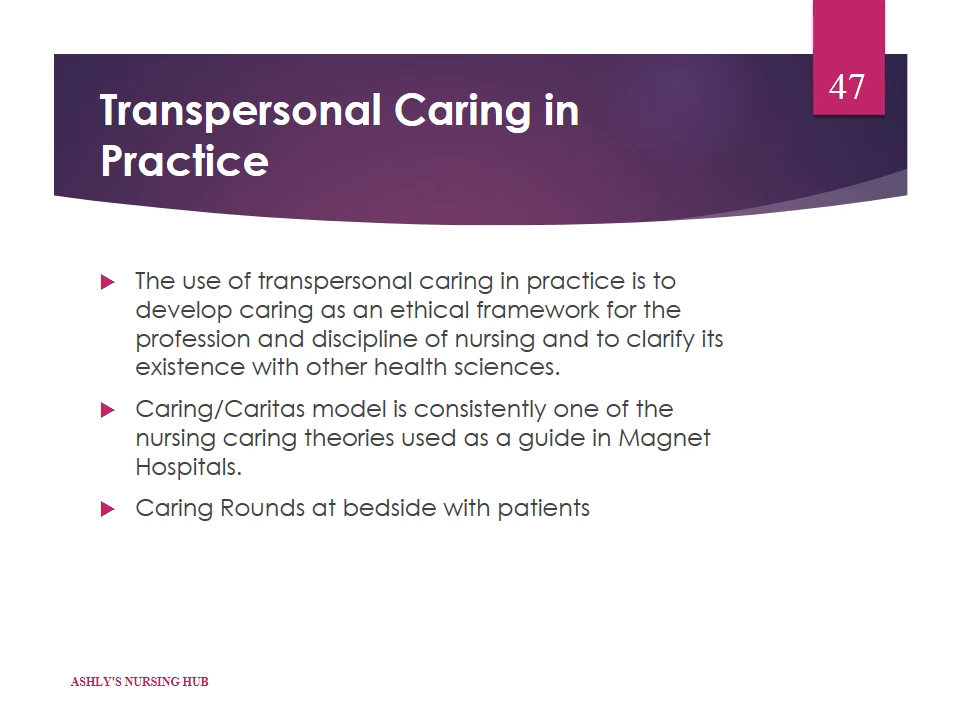 47
Transpersonal Caring in
Practice
The use of transpersonal caring in practice is to
develop caring as an ethical framework for the
profession and discipline of nursing and to clarify its
existence with other health sciences.
Caring/Caritas model is consistently one of the
nursing caring theories used as a guide in Magnet
Hospitals.
Caring Rounds at bedside with patients
ASHLY'S NURSING HUB